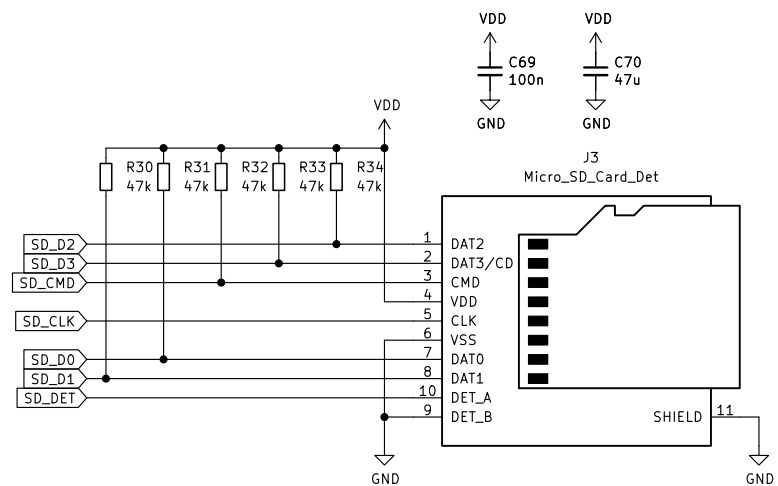 VDD VDD
C69 C70
100n 47u
GND GND
VDD
J3
Micro_SD_Card_Det
R30 R31 R32 R33 R34
47k 47k 47k 47k 47k
SD_D2 1 DAT2
SD_D3 2 DAT3/CD
SD_CMD 3 CMD
4 VDD
SD_CLK 5 CLK
6 VSS
SD_D0 7 DAT0
SD_D1 8 DAT1
SD_DET 10 DET_A
9 DET_B SHIELD 11
GND GND